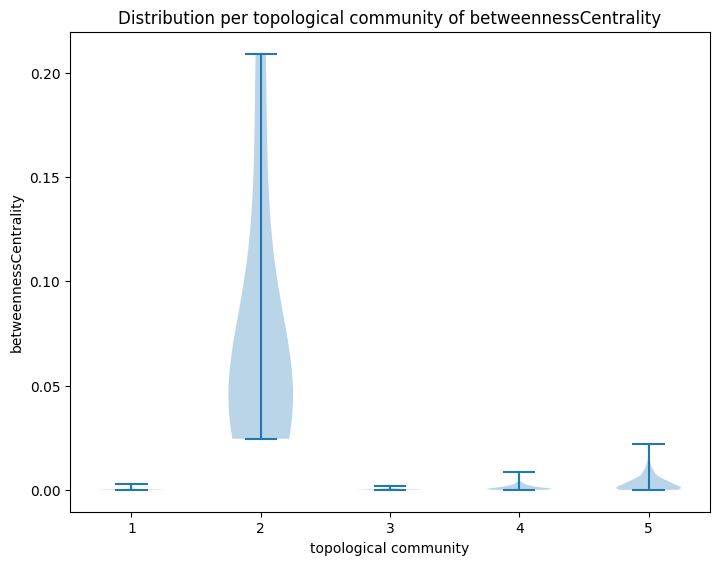 Distribution per topological community of betweennessCentrality
betweennessCentrality
0.20
0.15
0.10
0.05
0.00
1 2 3 4 5
topological community